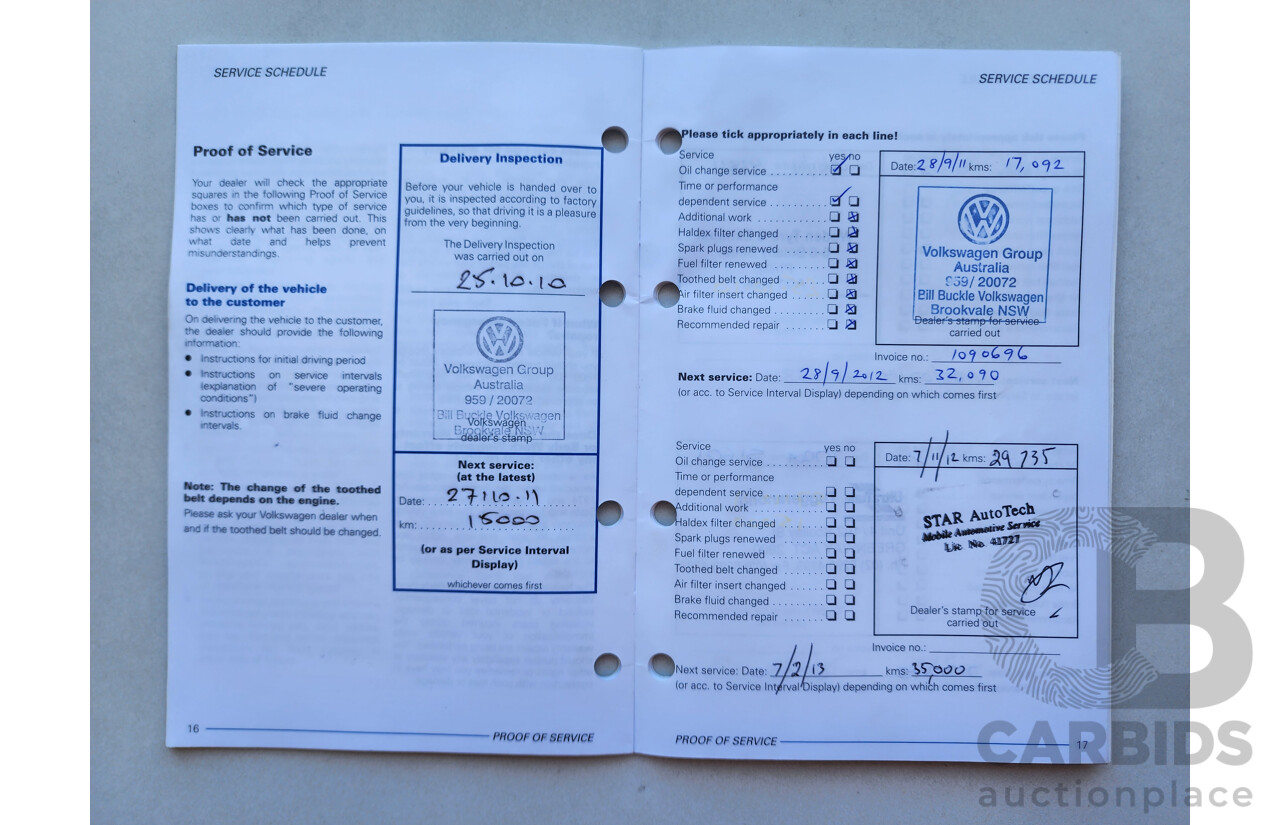 SERVICE SCHEDULE
Proof of Service
Your dealer will check the appropriate
squares in the following Proof of Service
boxes to confirm which type of service
has or has not been carried out. This
shows clearly what has been done, on
what date and helps prevent
misunderstandings.
Delivery of the vehicle
to the customer
On delivering the vehicle to the customer,
the dealer should provide the following
information:
• Instructions for initial driving period
• Instructions on service intervals
(explanation of "severe operating
conditions")
• Instructions on brake fluid change
intervals.
Note: The change of the toothed
belt depends on the engine.
Please ask your Volkswagen dealer when
and if the toothed belt should be changed.
Delivery Inspection
Before your vehicle is handed over to
you, it is inspected according to factory
guidelines, so that driving it is a pleasure
from the very beginning.
The Delivery Inspection
was carried out on
25.10.10
Volkswagen Group
Australia
959 / 20072
Bill Buckle Volkswagen
Brookvale NSW
Volkswagen
dealer's stamp
Next service:
(at the latest)
Date: 27110.11
km: 15000
(or as per Service Interval
Display)
whichever comes first
16
PROOF OF SERVICE
SERVICE SCHEDULE
Please tick appropriately in each line!
Service yes no
Oil change service
Time or performance
dependent service
Additional work
Haldex filter changed
Spark plugs renewed
Fuel filter renewed
Toothed belt changed
Air filter insert changed
Brake fluid changed
Recommended repair
Date: 28/9/11 kms: 17,092
Volkswagen Group
Australia
959 / 20072
Bill Buckle Volkswagen
Brookvale NSW
Dealer's stamp for service
carried out
Invoice no.: 1090696
Next service: Date: 28/9/2012 kms: 32,090
(or acc. to Service Interval Display) depending on which comes first
Service yes no
Oil change service
Time or performance
dependent service
Additional work
Haldex filter changed
Spark plugs renewed
Fuel filter renewed
Toothed belt changed
Air filter insert changed
Brake fluid changed
Recommended repair
Date: 7/11/12 kms: 29 735
STAR AutoTech
Mobile Automotive Service
Lic No. 41727
Dealer's stamp for service
carried out
Invoice no.:
Next service: Date: 7/2/13 kms: 35,000
(or acc. to Service Interval Display) depending on which comes first
PROOF OF SERVICE
17
CARBIDS
auctionplace